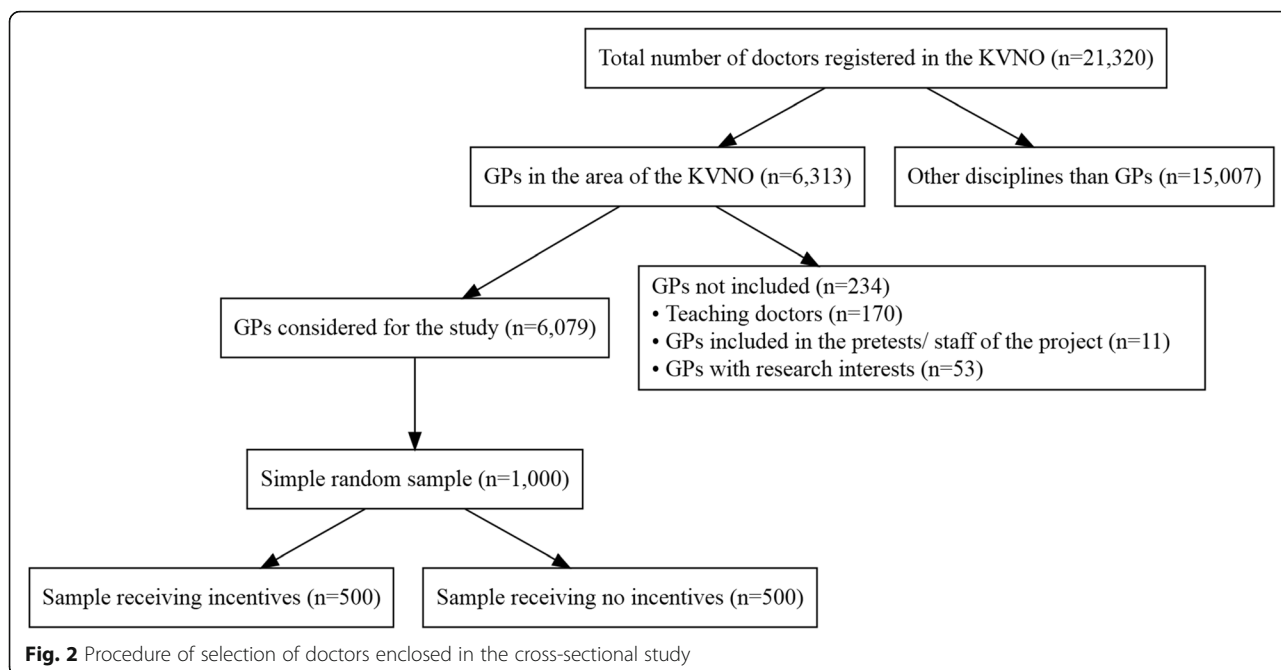 Total number of doctors registered in the KVNO (n=21,320)
GPs in the area of the KVNO (n=6,313)
Other disciplines than GPs (n=15,007)
GPs considered for the study (n=6,079)
GPs not included (n=234)
• Teaching doctors (n=170)
• GPs included in the pretests/ staff of the project (n=11)
• GPs with research interests (n=53)
Simple random sample (n=1,000)
Sample receiving incentives (n=500)
Sample receiving no incentives (n=500)
Fig. 2 Procedure of selection of doctors enclosed in the cross-sectional study